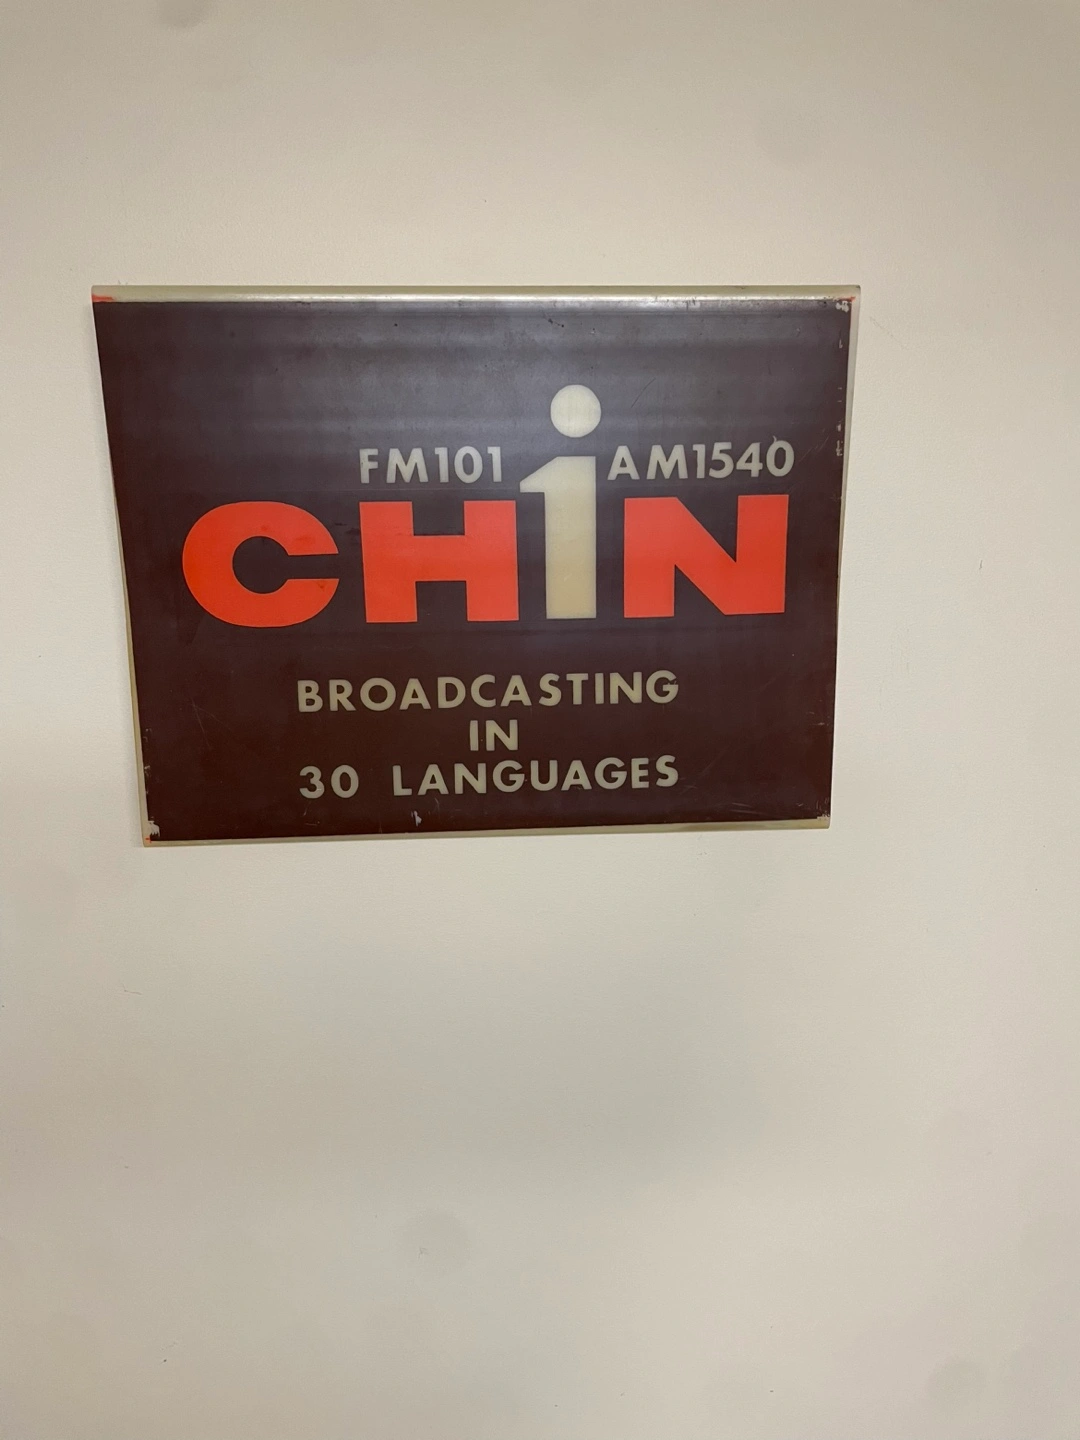 FM101 AM1540
CHiN
BROADCASTING
IN
30 LANGUAGES